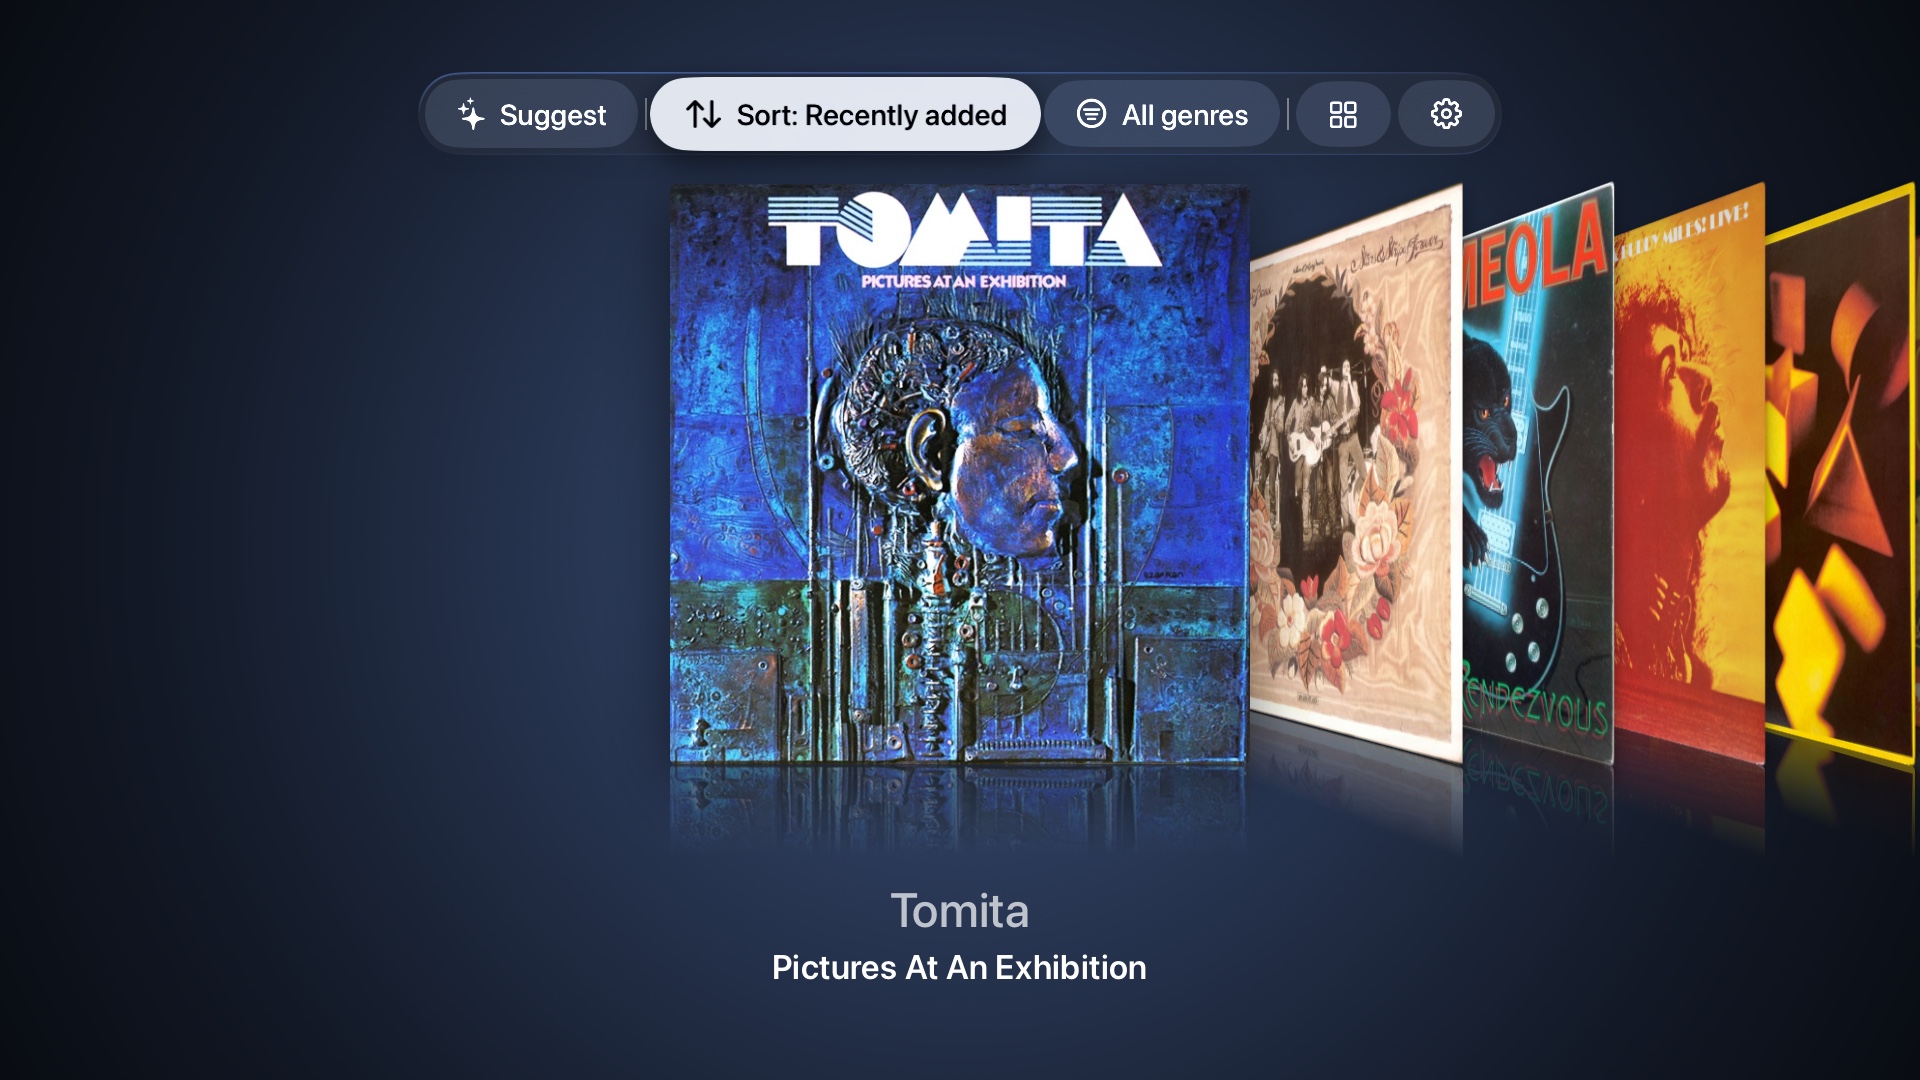 Suggest
Sort: Recently added
All genres
TOMITA
PICTURES AT AN EXHIBITION
MEOLA
RENDEZVOUS
BUDDY MILES! LIVE!
Tomita
Pictures At An Exhibition